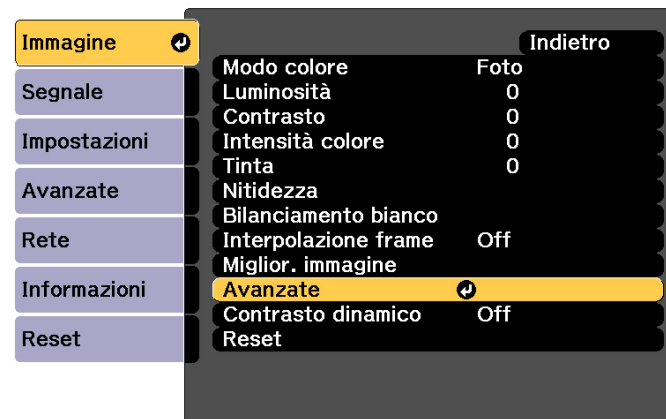 Immagine
Segnale
Impostazioni
Avanzate
Rete
Informazioni
Reset
Indietro
Modo colore Foto
Luminosità 0
Contrasto 0
Intensità colore 0
Tinta 0
Nitidezza
Bilanciamento bianco
Interpolazione frame Off
Miglior. immagine
Avanzate
Contrasto dinamico Off
Reset